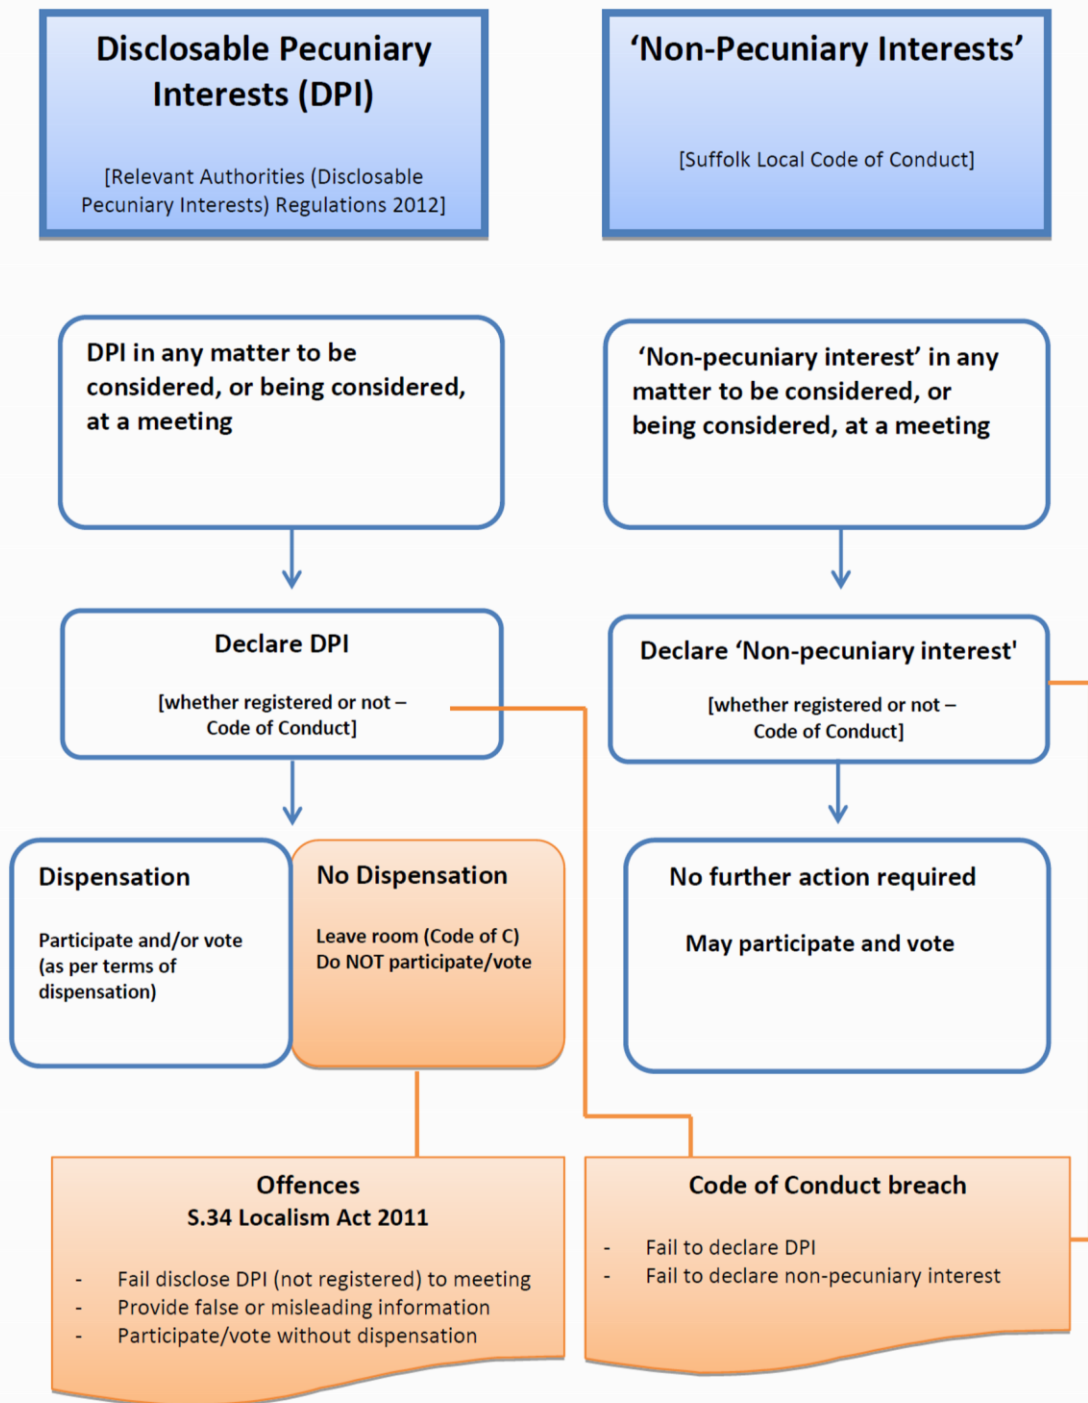 Disclosable Pecuniary
Interests (DPI)
[Relevant Authorities (Disclosable
Pecuniary Interests) Regulations 2012]
‘Non-Pecuniary Interests’
[Suffolk Local Code of Conduct]
DPI in any matter to be
considered, or being considered,
at a meeting
‘Non-pecuniary interest’ in any
matter to be considered, or
being considered, at a meeting
Declare DPI
[whether registered or not –
Code of Conduct]
Declare ‘Non-pecuniary interest'
[whether registered or not –
Code of Conduct]
Dispensation
Participate and/or vote
(as per terms of
dispensation)
No Dispensation
Leave room (Code of C)
Do NOT participate/vote
No further action required
May participate and vote
Offences
S.34 Localism Act 2011
- Fail disclose DPI (not registered) to meeting
- Provide false or misleading information
- Participate/vote without dispensation
Code of Conduct breach
- Fail to declare DPI
- Fail to declare non-pecuniary interest